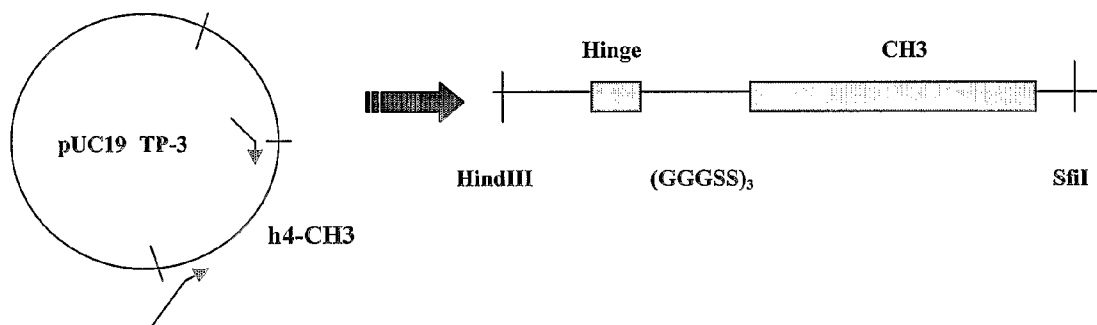 Hinge
CH3
pUC19 TP-3
HindIII
(GGGSS)₃
SfiI
h4-CH3